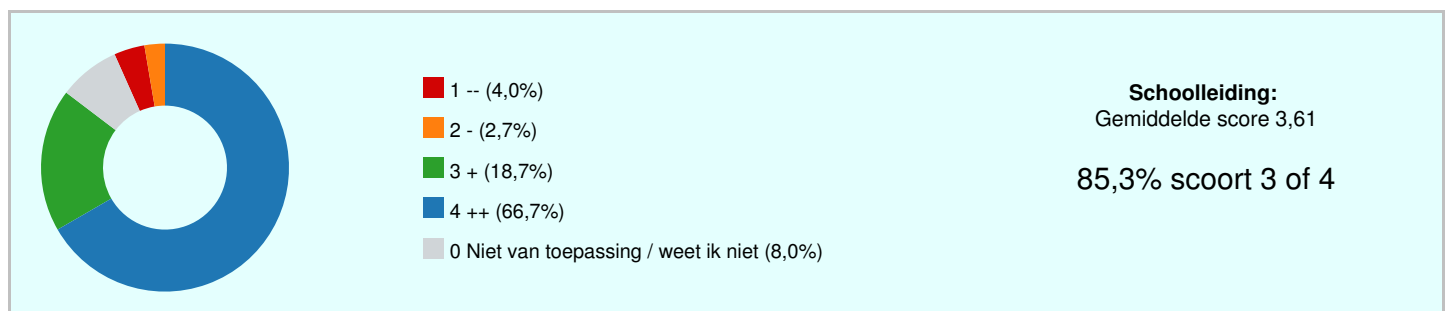 1 -- (4,0%)
2 - (2,7%)
3 + (18,7%)
4 ++ (66,7%)
0 Niet van toepassing / weet ik niet (8,0%)
Schoolleiding:
Gemiddelde score 3,61
85,3% scoort 3 of 4